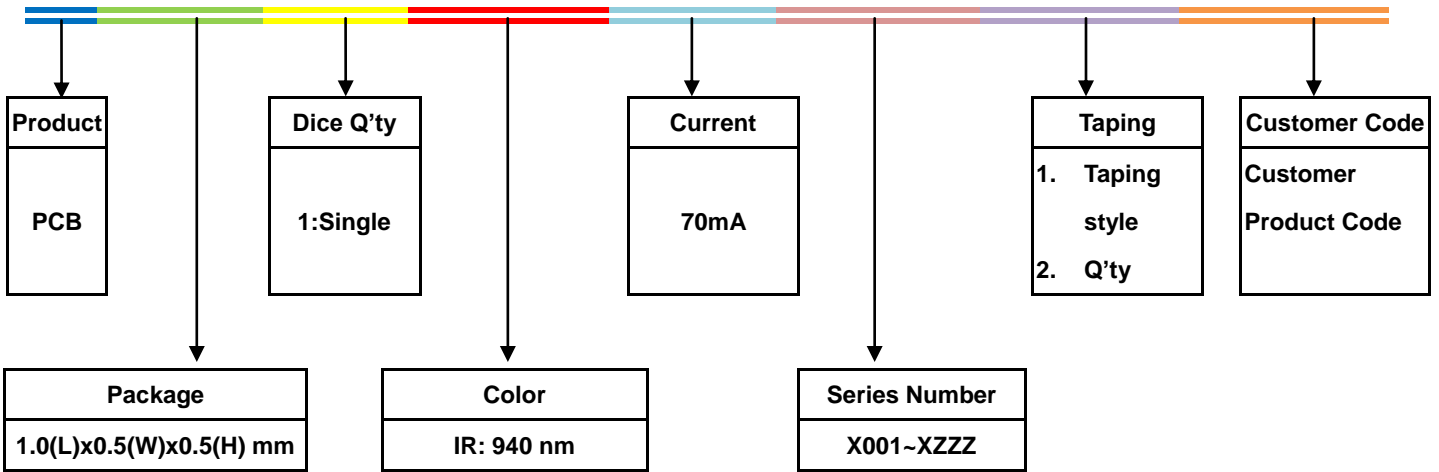 Product
PCB
Dice Q’ty
1:Single
Current
70mA
Taping
1. Taping
style
2. Q’ty
Customer Code
Customer
Product Code
Package
1.0(L)x0.5(W)x0.5(H) mm
Color
IR: 940 nm
Series Number
X001~XZZZ